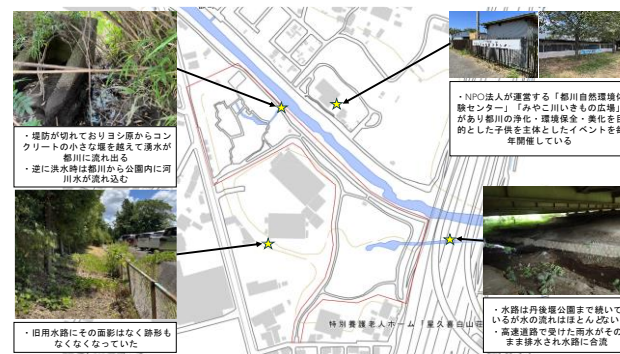 ・堤防が切れておりヨシ原からコン
クリートの小さな堰を越えて湧水が
都川に流れ出る
・逆に洪水時は都川から公園内に河
川水が流れ込む
・NPO法人が運営する「都川自然環境体
験センター」「みやこ川いきもの広場」
があり都川の浄化・環境保全・美化を目
的とした子供を主体としたイベントを毎
年開催している
・旧用水路にその面影はなく跡形も
なくなくなっていた
特別養護老人ホーム「星久喜白山荘
・水路は丹後堰公園まで続いて
いるが水の流れはほとんどない
・高速道路で受けた雨水がその
まま排水され水路に合流